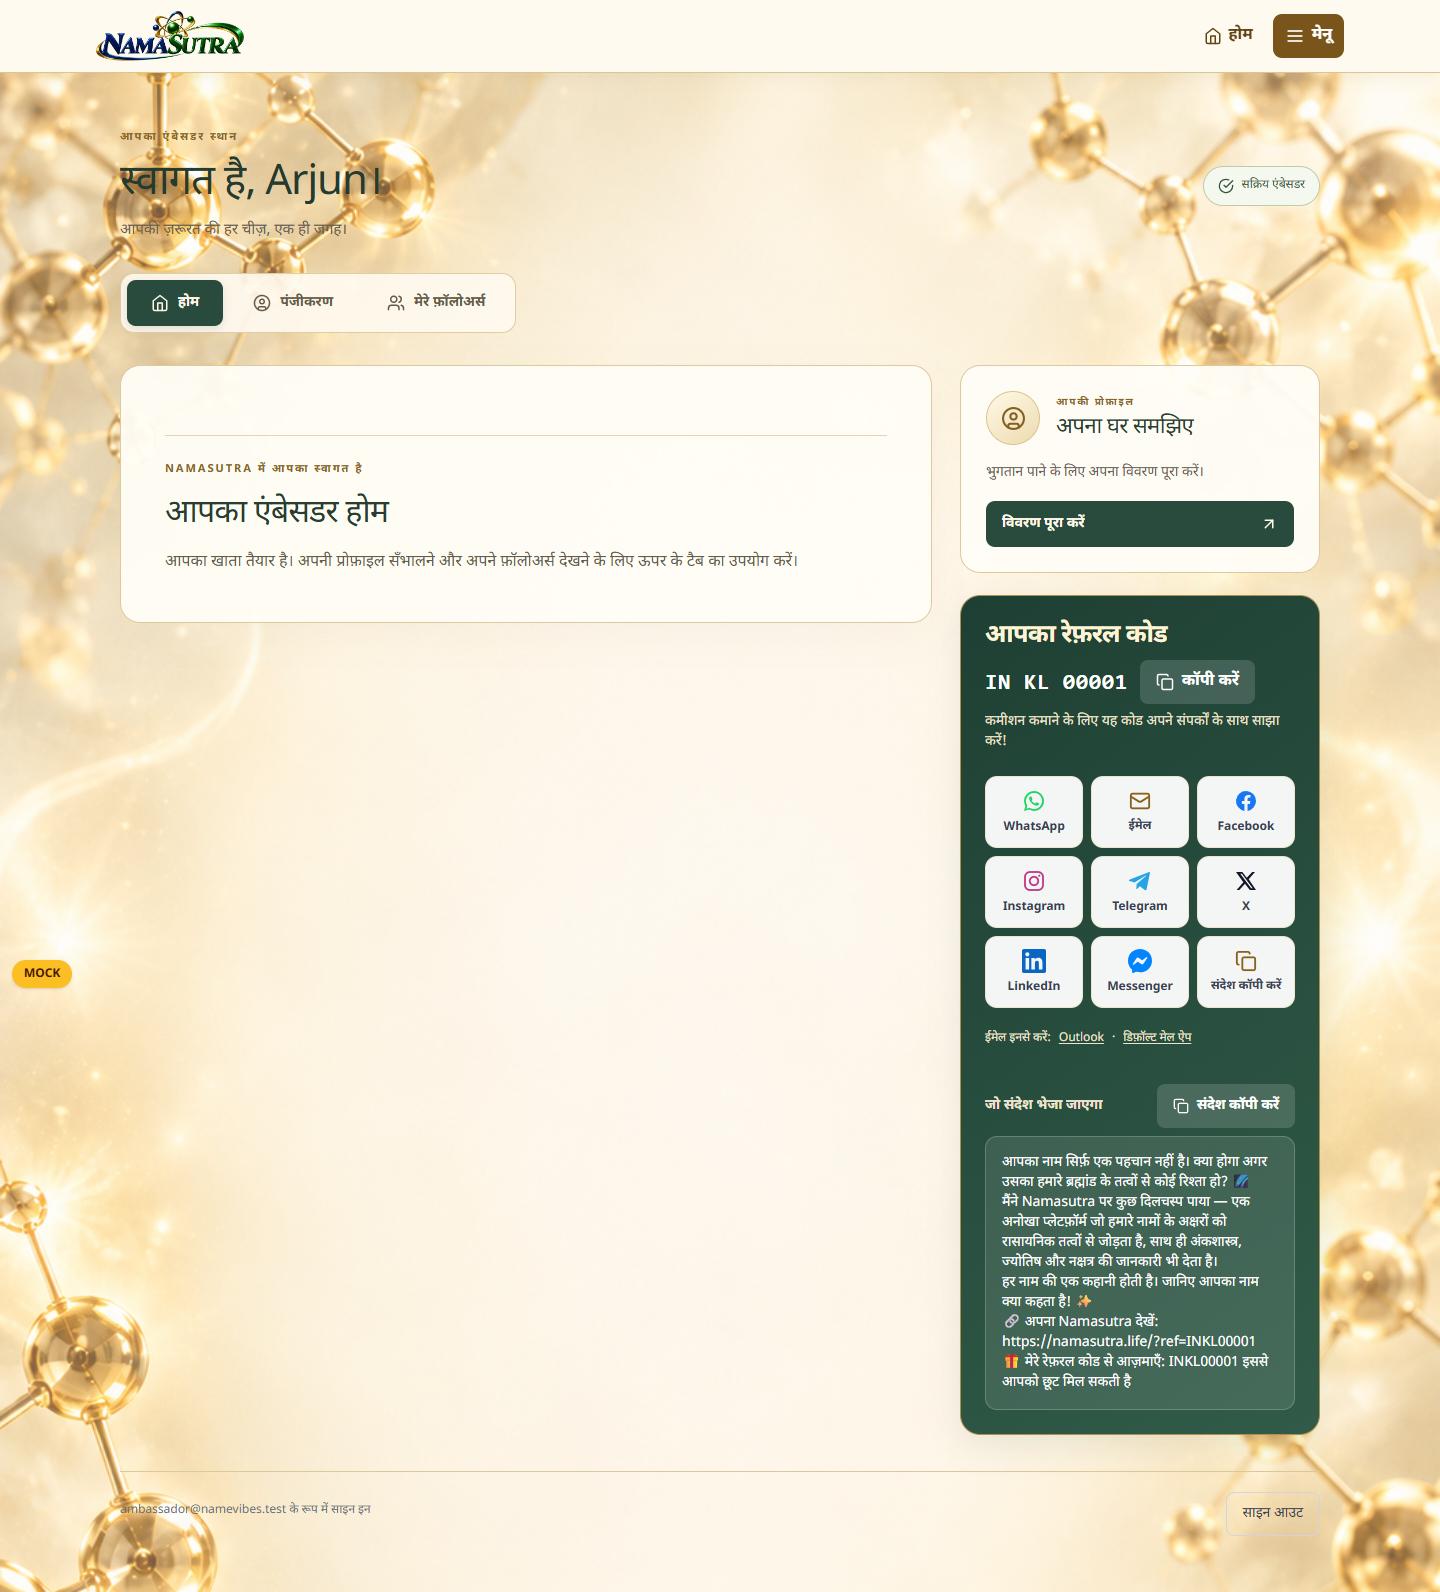 NAMASUTRA
होम
मेनू
आपका एंबेसडर स्थान
स्वागत है, Arjun।
आपकी ज़रूरत की हर चीज़, एक ही जगह।
सक्रिय एंबेसडर
होम
पंजीकरण
मेरे फ़ॉलोअर्स
NAMASUTRA में आपका स्वागत है
आपका एंबेसडर होम
आपका खाता तैयार है। अपनी प्रोफ़ाइल सँभालने और अपने फ़ॉलोअर्स देखने के लिए ऊपर के टैब का उपयोग करें।
आपकी प्रोफ़ाइल
अपना घर समझिए
भुगतान पाने के लिए अपना विवरण पूरा करें।
विवरण पूरा करें
आपका रेफ़रल कोड
IN KL 00001
कॉपी करें
कमीशन कमाने के लिए यह कोड अपने संपर्कों के साथ साझा
करें!
WhatsApp
ईमेल
Facebook
Instagram
Telegram
X
LinkedIn
Messenger
संदेश कॉपी करें
ईमेल इनसे करें: Outlook · डिफ़ॉल्ट मेल ऐप
जो संदेश भेजा जाएगा
संदेश कॉपी करें
आपका नाम सिर्फ़ एक पहचान नहीं है। क्या होगा अगर
उसका हमारे ब्रह्मांड के तत्वों से कोई रिश्ता हो? 🌌
मैंने Namasutra पर कुछ दिलचस्प पाया — एक
अनोखा प्लेटफ़ॉर्म जो हमारे नामों के अक्षरों को
रासायनिक तत्वों से जोड़ता है, साथ ही अंकशास्त्र,
ज्योतिष और नक्षत्र की जानकारी भी देता है।
हर नाम की एक कहानी होती है। जानिए आपका नाम
क्या कहता है! ✨
🔗 अपना Namasutra देखें:
https://namasutra.life/?ref=INKL00001
🎁 मेरे रेफ़रल कोड से आज़माएँ: INKL00001 इससे
आपको छूट मिल सकती है
MOCK
ambassador@namevibes.test के रूप में साइन इन
साइन आउट